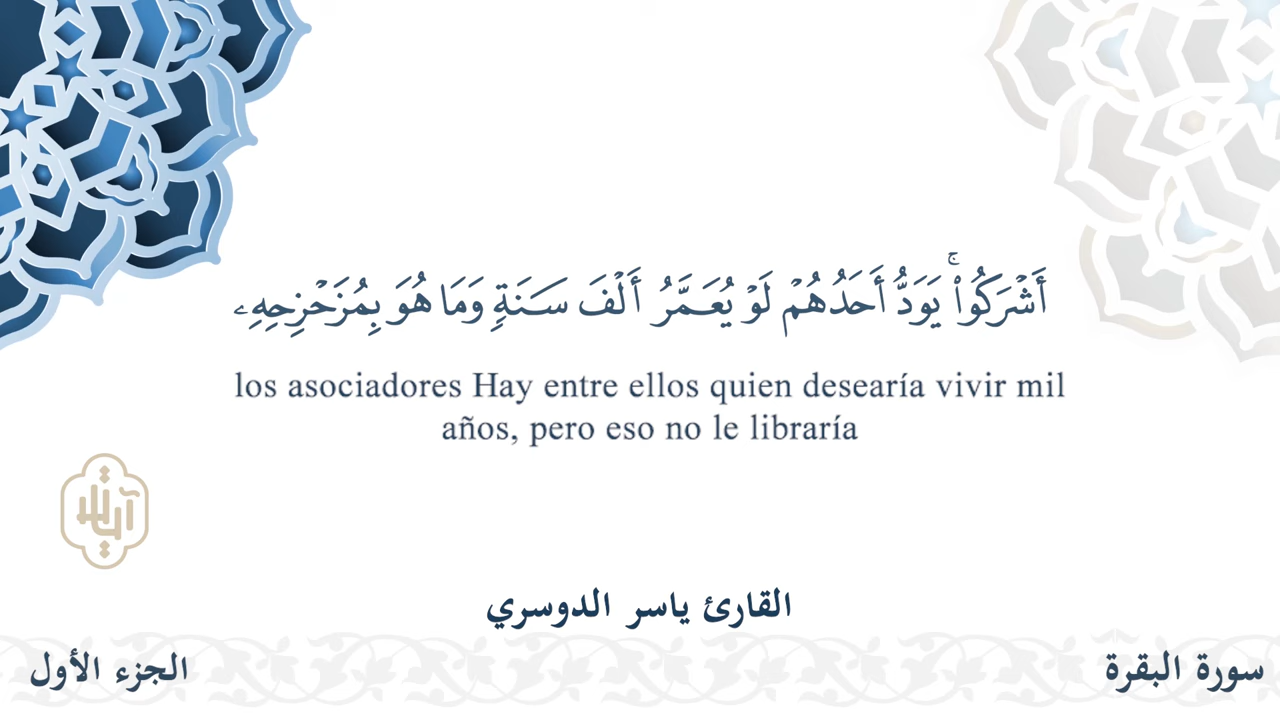 أَشۡرَكُواْۚ يَوَدُّ أَحَدُهُمۡ لَوۡ يُعَمَّرُ أَلۡفَ سَنَةٖ وَمَا هُوَ بِمُزَحۡزِحِهِۦ
los asociadores Hay entre ellos quien desearía vivir mil
años, pero eso no le libraría
القارئ ياسر الدوسري
سورة البقرة
الجزء الأول